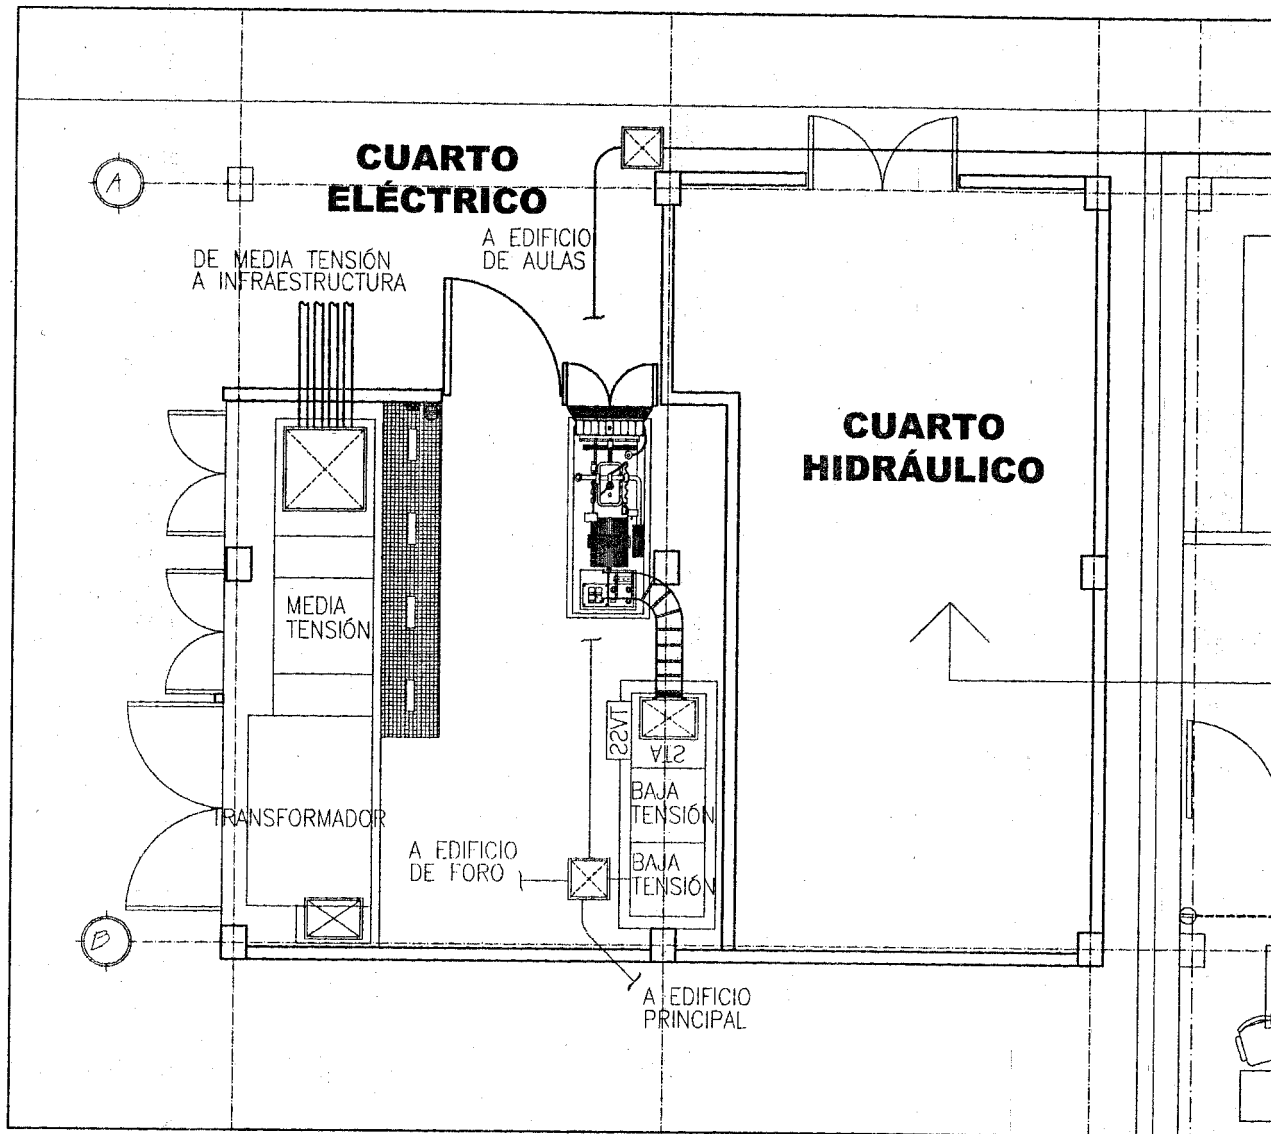 CUARTO
ELÉCTRICO
A
A EDIFICIO
DE AULAS
DE MEDIA TENSIÓN
A INFRAESTRUCTURA
CUARTO
HIDRÁULICO
MEDIA
TENSIÓN
TVSS
ATS
BAJA
TENSIÓN
TRANSFORMADOR
A EDIFICIO
DE FORO
BAJA
TENSIÓN
B
A EDIFICIO
PRINCIPAL